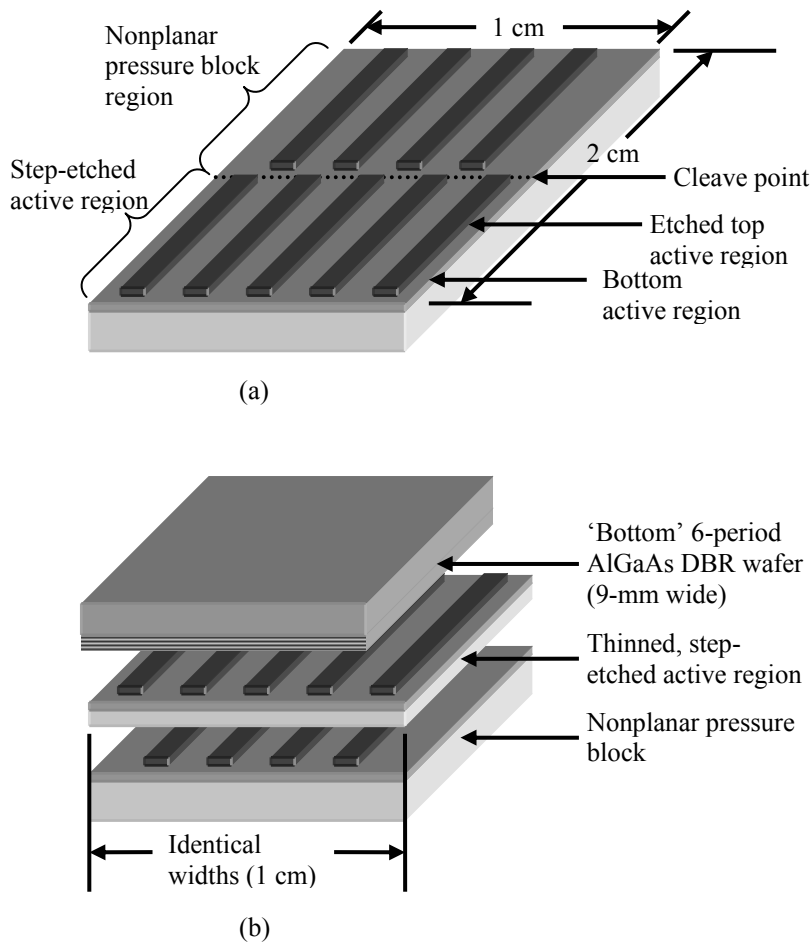 1 cm
Nonplanar
pressure block
region
2 cm
Step-etched
active region
Cleave point
Etched top
active region
Bottom
active region
(a)
‘Bottom’ 6-period
AlGaAs DBR wafer
(9-mm wide)
Thinned, step-
etched active region
Nonplanar pressure
block
Identical
widths (1 cm)
(b)